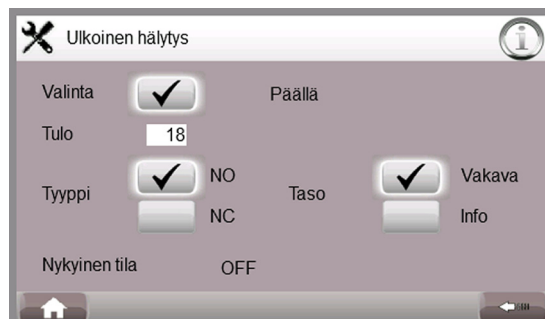 Ulkoinen hälytys
Valinta Päällä
Tulo 18
NO Vakava
Tyyppi Taso
NC Info
Nykyinen tila OFF